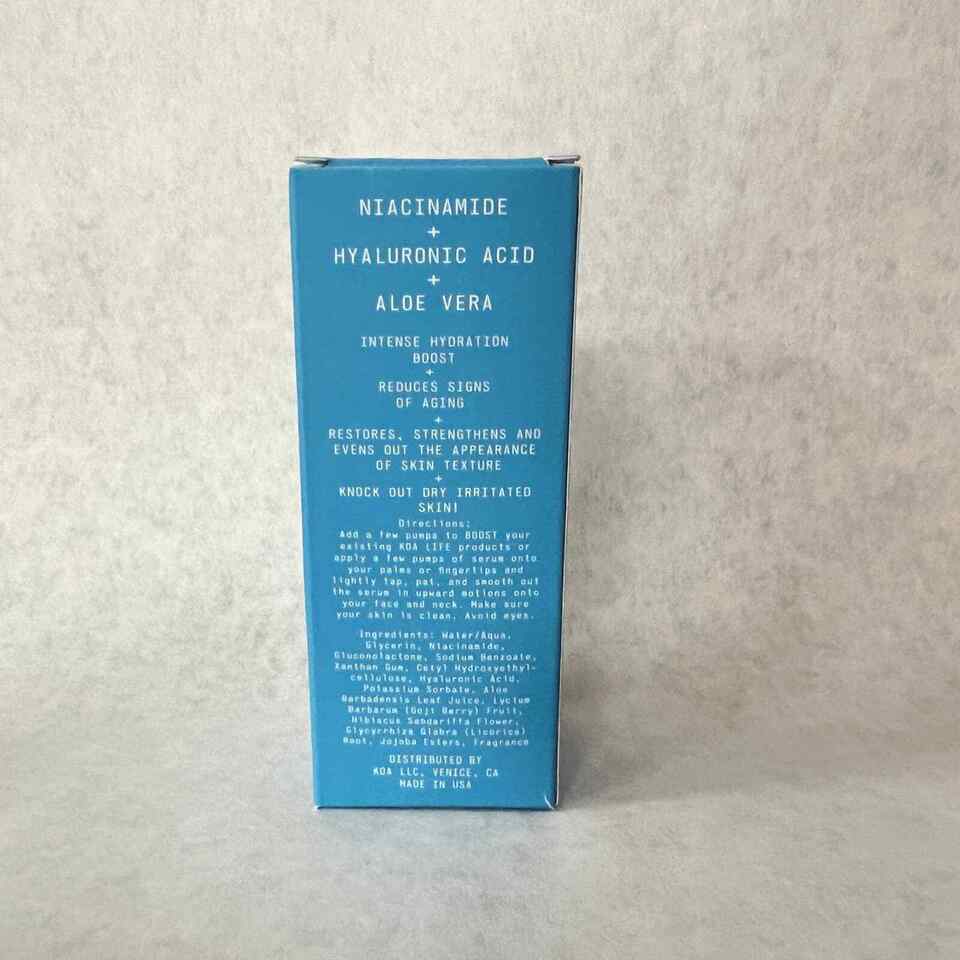 NIACINAMIDE
+
HYALURONIC ACID
+
ALOE VERA
INTENSE HYDRATION
BOOST
+
REDUCES SIGNS
OF AGING
+
RESTORES, STRENGTHENS AND
EVENS OUT THE APPEARANCE
OF SKIN TEXTURE
+
KNOCK OUT DRY IRRITATED
SKIN!
Directions:
Add a few pumps to BOOST your
existing KOA LIFE products or
apply a few pumps of serum onto
your palms or fingertips and
lightly tap, pat, and smooth out
the serum in upward motions onto
your face and neck. Make sure
your skin is clean. Avoid eyes.
Ingredients: Water/Aqua,
Glycerin, Niacinamide,
Gluconolactone, Sodium Benzoate,
Xanthan Gum, Cetyl Hydroxyethyl-
cellulose, Hyaluronic Acid,
Potassium Sorbate, Aloe
Barbadensis Leaf Juice, Lycium
Barbarum (Goji Berry) Fruit,
Hibiscus Sabdariffa Flower,
Glycyrrhiza Glabra (Licorice)
Root, Jojoba Esters, Fragrance
DISTRIBUTED BY
KOA LLC, VENICE, CA
MADE IN USA